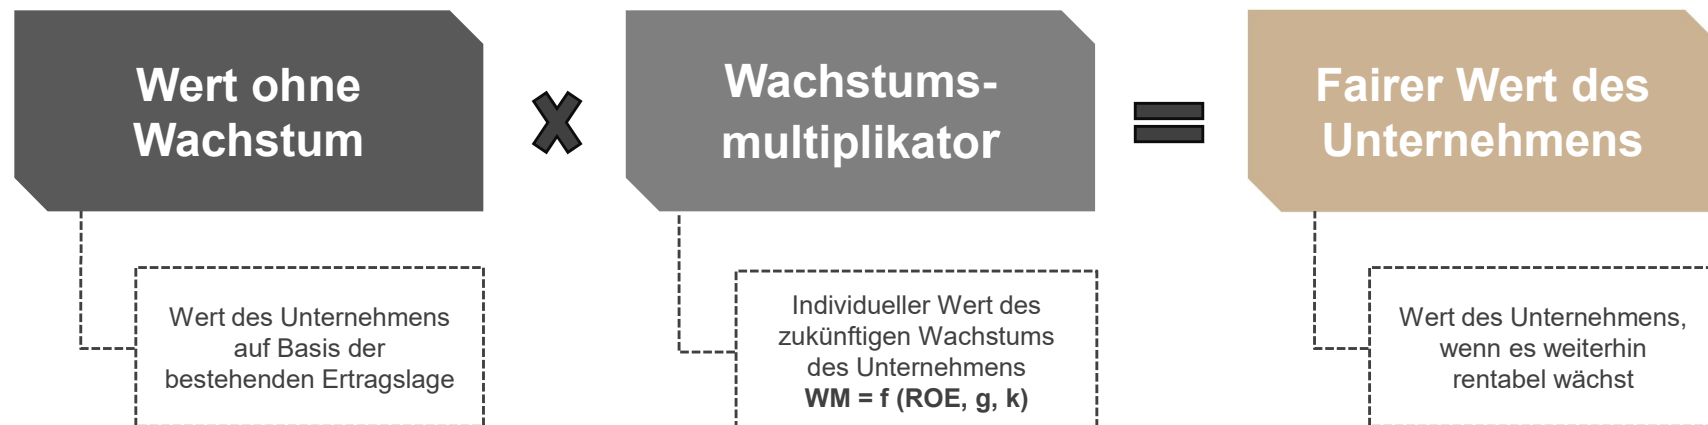 Wert ohne
Wachstum
Wachstums-
multiplikator
Fairer Wert des
Unternehmens
Wert des Unternehmens
auf Basis der
bestehenden Ertragslage
Individueller Wert des
zukünftigen Wachstums
des Unternehmens
WM = f (ROE, g, k)
Wert des Unternehmens,
wenn es weiterhin
rentabel wächst